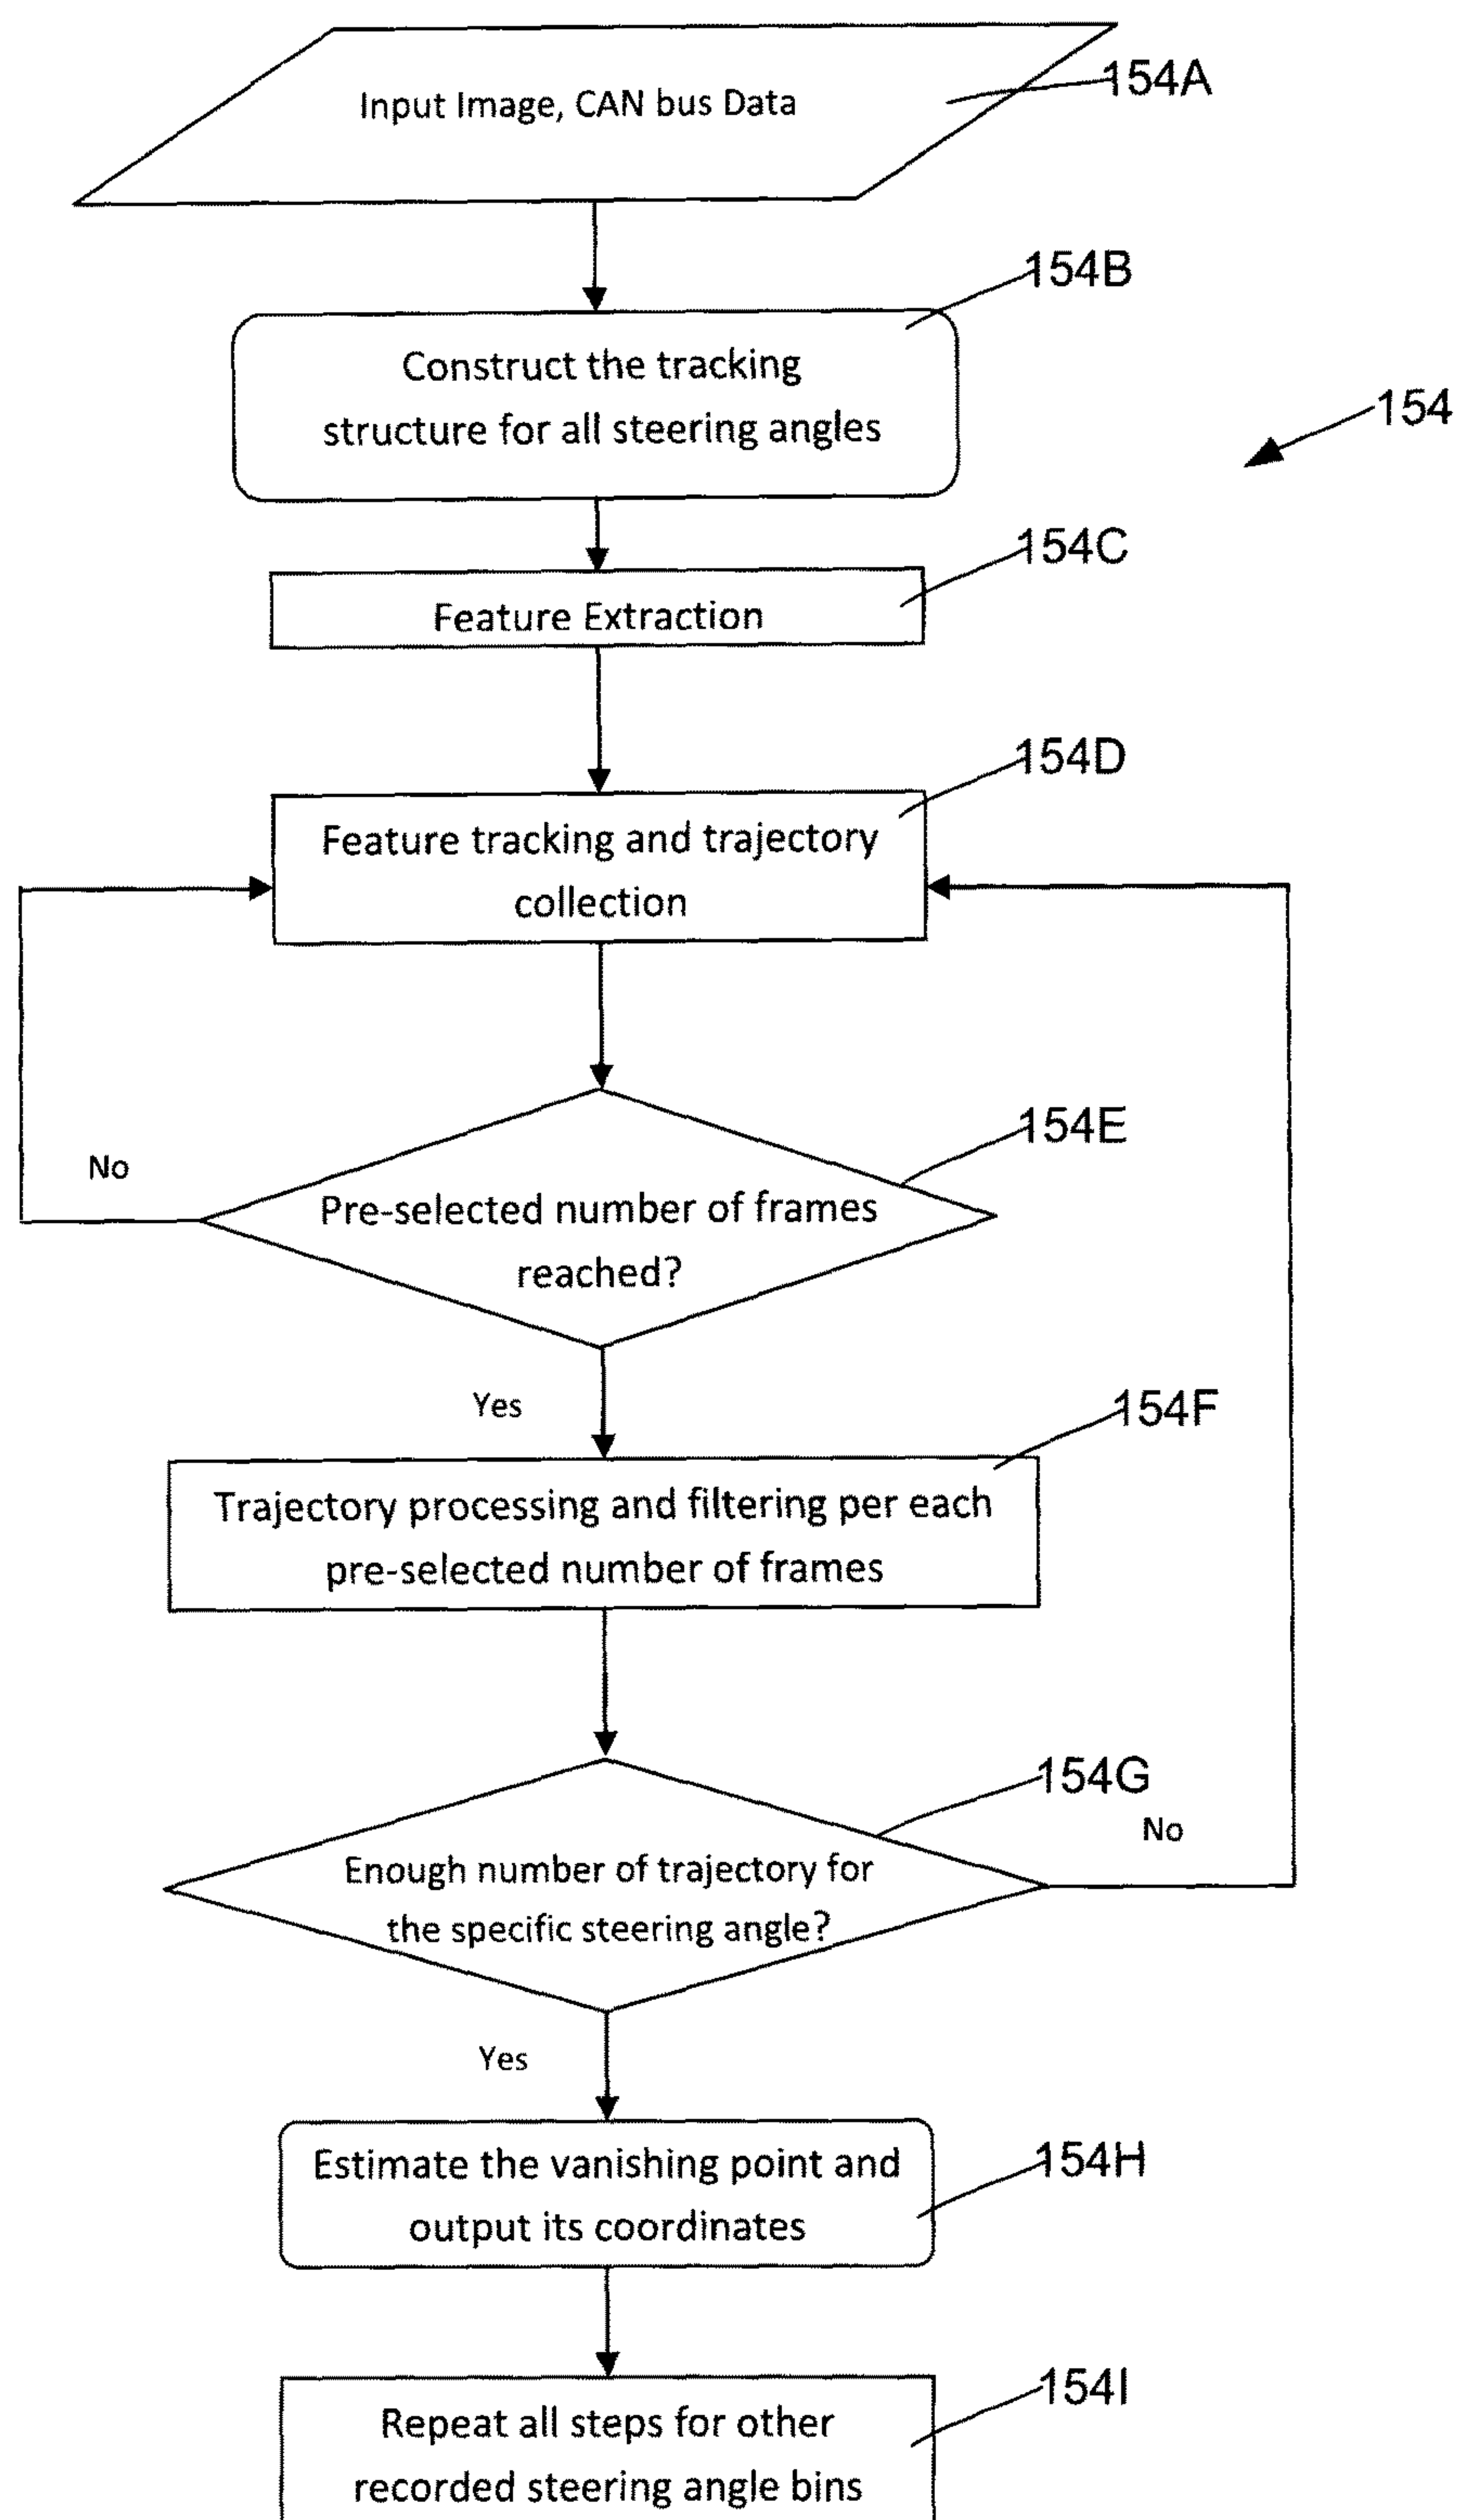 Input Image, CAN bus Data
154A
154B
Construct the tracking
structure for all steering angles
154
154C
Feature Extraction
154D
Feature tracking and trajectory
collection
154E
No
Pre-selected number of frames
reached?
Yes
154F
Trajectory processing and filtering per each
pre-selected number of frames
154G
No
Enough number of trajectory for
the specific steering angle?
Yes
Estimate the vanishing point and
output its coordinates
154H
154I
Repeat all steps for other
recorded steering angle bins